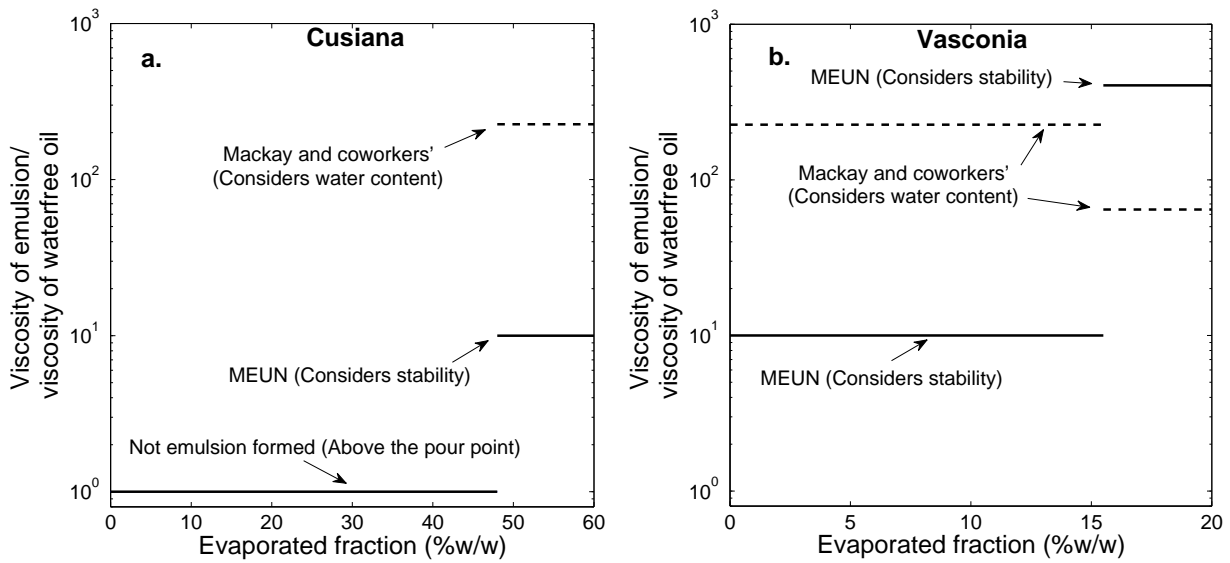 Cusiana
a.
10^3
10^2
10^1
10^0
Viscosity of emulsion/
viscosity of waterfree oil
Mackay and coworkers'
(Considers water content)
MEUN (Considers stability)
Not emulsion formed (Above the pour point)
0 10 20 30 40 50 60
Evaporated fraction (%w/w)
Vasconia
b.
10^3
10^2
10^1
10^0
Viscosity of emulsion/
viscosity of waterfree oil
MEUN (Considers stability)
Mackay and coworkers'
(Considers water content)
MEUN (Considers stability)
0 5 10 15 20
Evaporated fraction (%w/w)